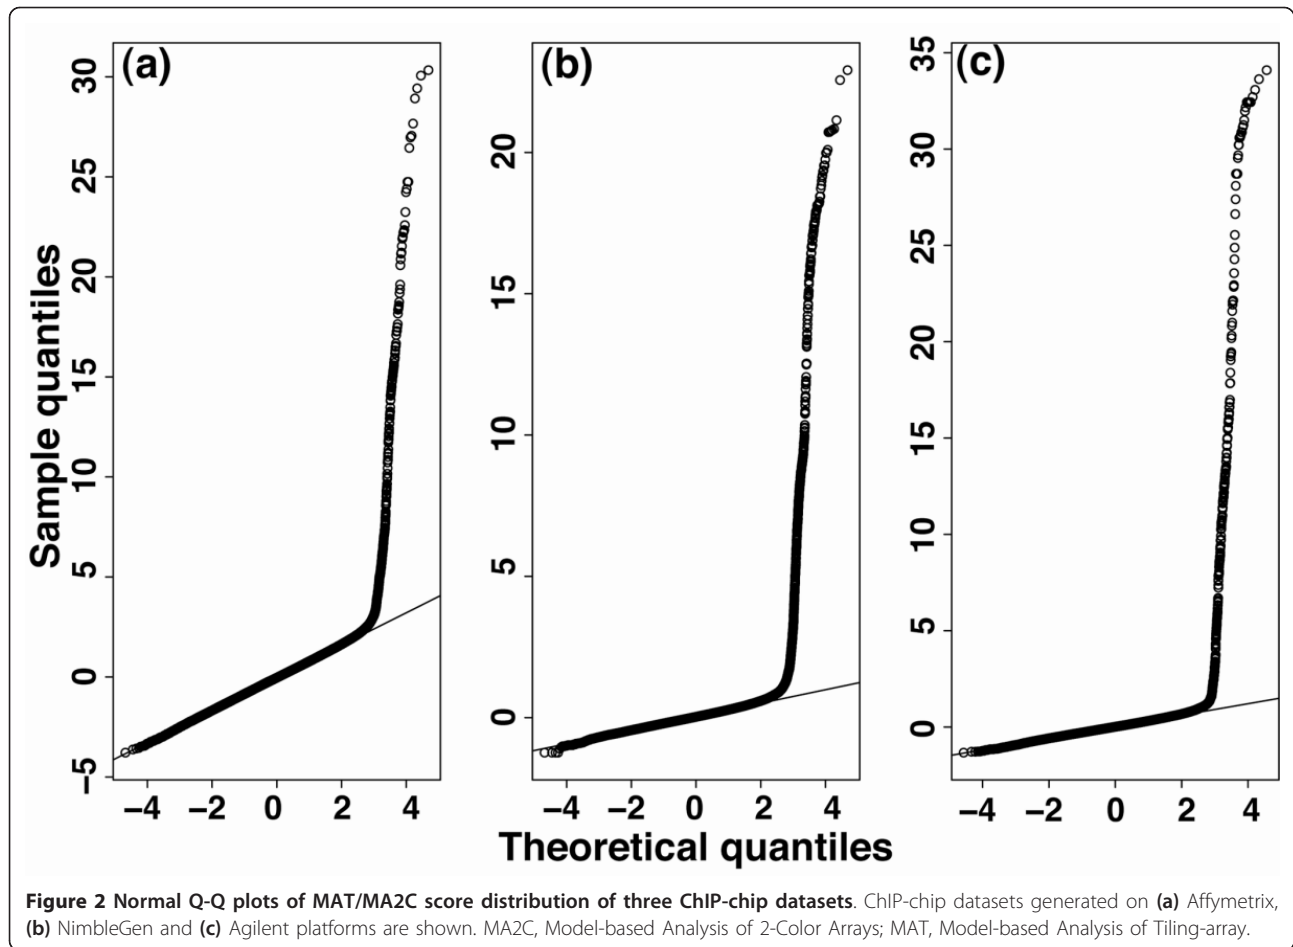 (a)
(b)
(c)
Sample quantiles
30
25
20
15
10
5
0
−5
−4 −2 0 2 4
20
15
10
5
0
−4 −2 0 2 4
35
30
25
20
15
10
5
0
−4 −2 0 2 4
Theoretical quantiles
Figure 2 Normal Q-Q plots of MAT/MA2C score distribution of three ChIP-chip datasets. ChIP-chip datasets generated on (a) Affymetrix,
(b) NimbleGen and (c) Agilent platforms are shown. MA2C, Model-based Analysis of 2-Color Arrays; MAT, Model-based Analysis of Tiling-array.